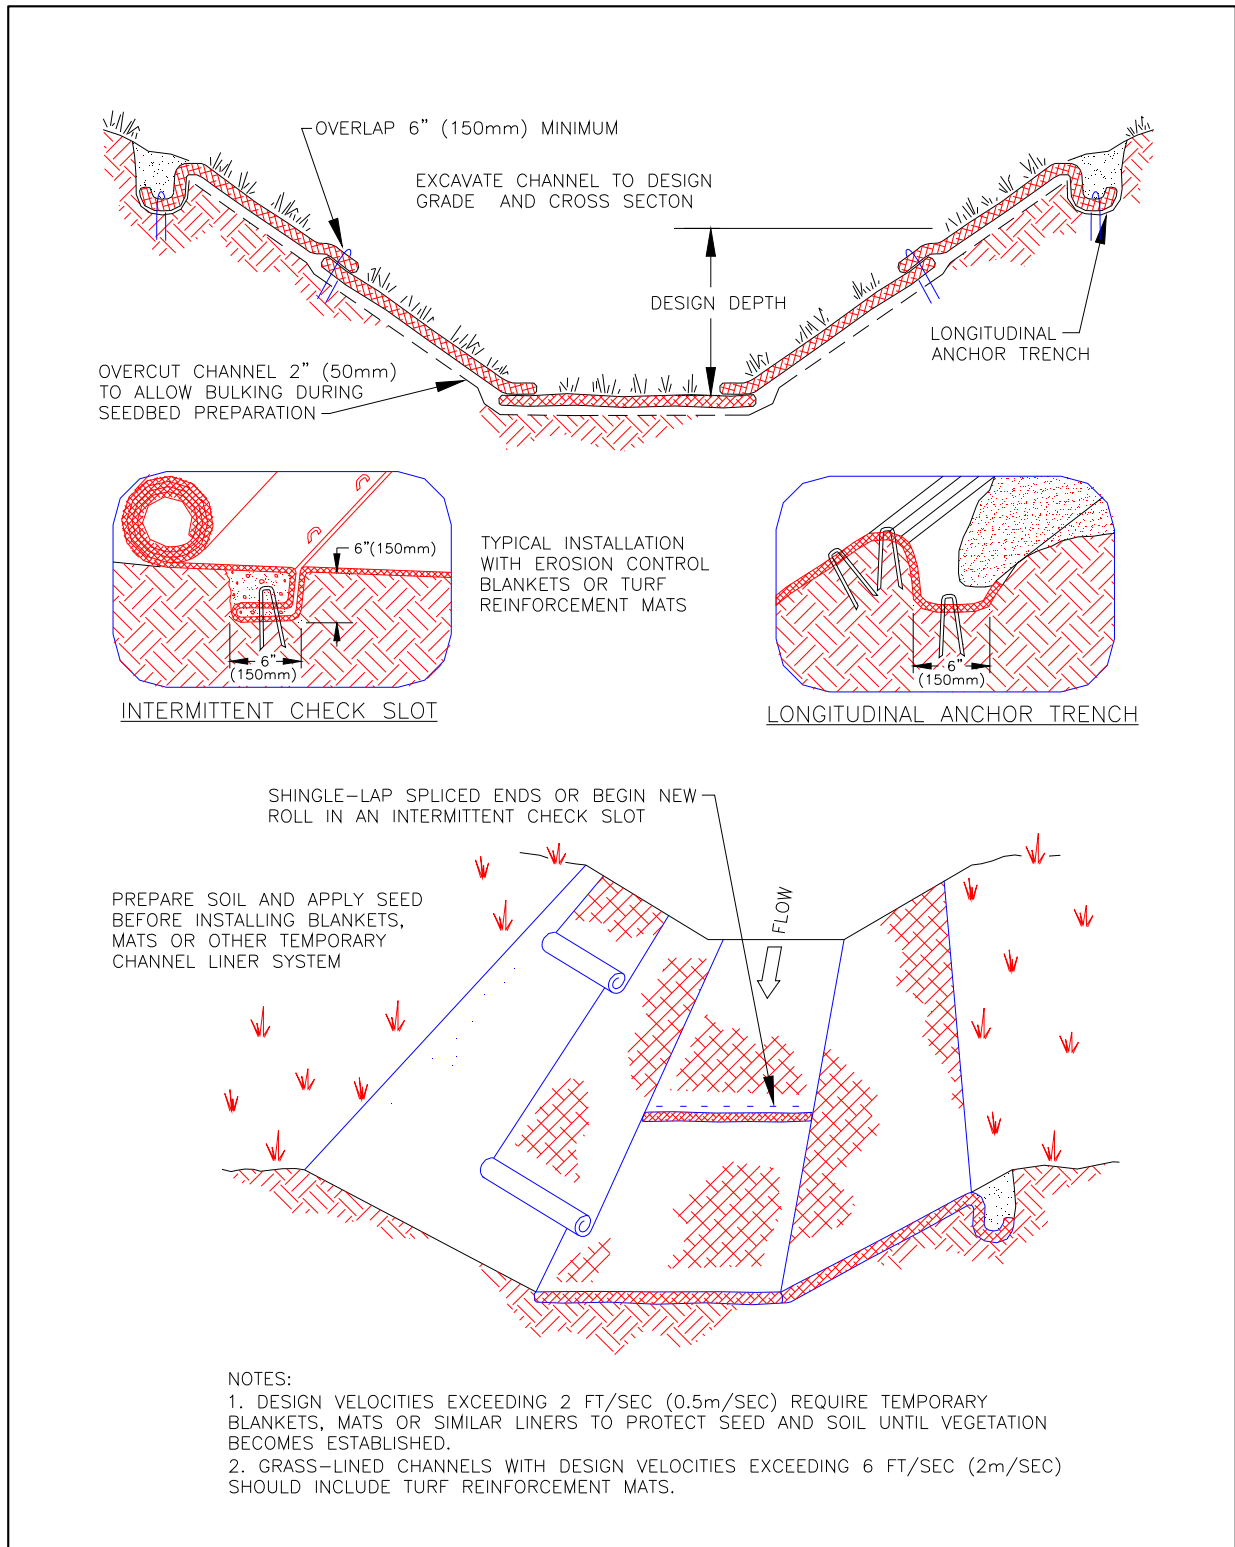 OVERLAP 6" (150mm) MINIMUM
EXCAVATE CHANNEL TO DESIGN
GRADE AND CROSS SECTON
DESIGN DEPTH
LONGITUDINAL
ANCHOR TRENCH
OVERCUT CHANNEL 2" (50mm)
TO ALLOW BULKING DURING
SEEDBED PREPARATION
6"(150mm)
6"
(150mm)
INTERMITTENT CHECK SLOT
TYPICAL INSTALLATION
WITH EROSION CONTROL
BLANKETS OR TURF
REINFORCEMENT MATS
6"
(150mm)
LONGITUDINAL ANCHOR TRENCH
SHINGLE-LAP SPLICED ENDS OR BEGIN NEW
ROLL IN AN INTERMITTENT CHECK SLOT
PREPARE SOIL AND APPLY SEED
BEFORE INSTALLING BLANKETS,
MATS OR OTHER TEMPORARY
CHANNEL LINER SYSTEM
FLOW
NOTES:
1. DESIGN VELOCITIES EXCEEDING 2 FT/SEC (0.5m/SEC) REQUIRE TEMPORARY
BLANKETS, MATS OR SIMILAR LINERS TO PROTECT SEED AND SOIL UNTIL VEGETATION
BECOMES ESTABLISHED.
2. GRASS-LINED CHANNELS WITH DESIGN VELOCITIES EXCEEDING 6 FT/SEC (2m/SEC)
SHOULD INCLUDE TURF REINFORCEMENT MATS.